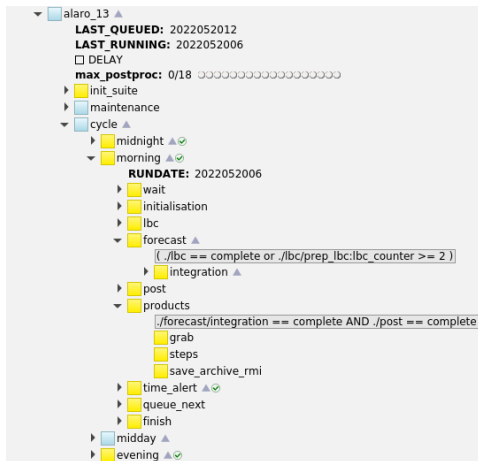 alaro_13
LAST_QUEUED: 2022052012
LAST_RUNNING: 2022052006
DELAY
max_postproc: 0/18
init_suite
maintenance
cycle
midnight
morning
RUNDATE: 2022052006
wait
initialisation
lbc
forecast
( ./lbc == complete or ./lbc/prep_lbc:lbc_counter >= 2 )
integration
post
products
./forecast/integration == complete AND ./post == complete
grab
steps
save_archive_rmi
time_alert
queue_next
finish
midday
evening